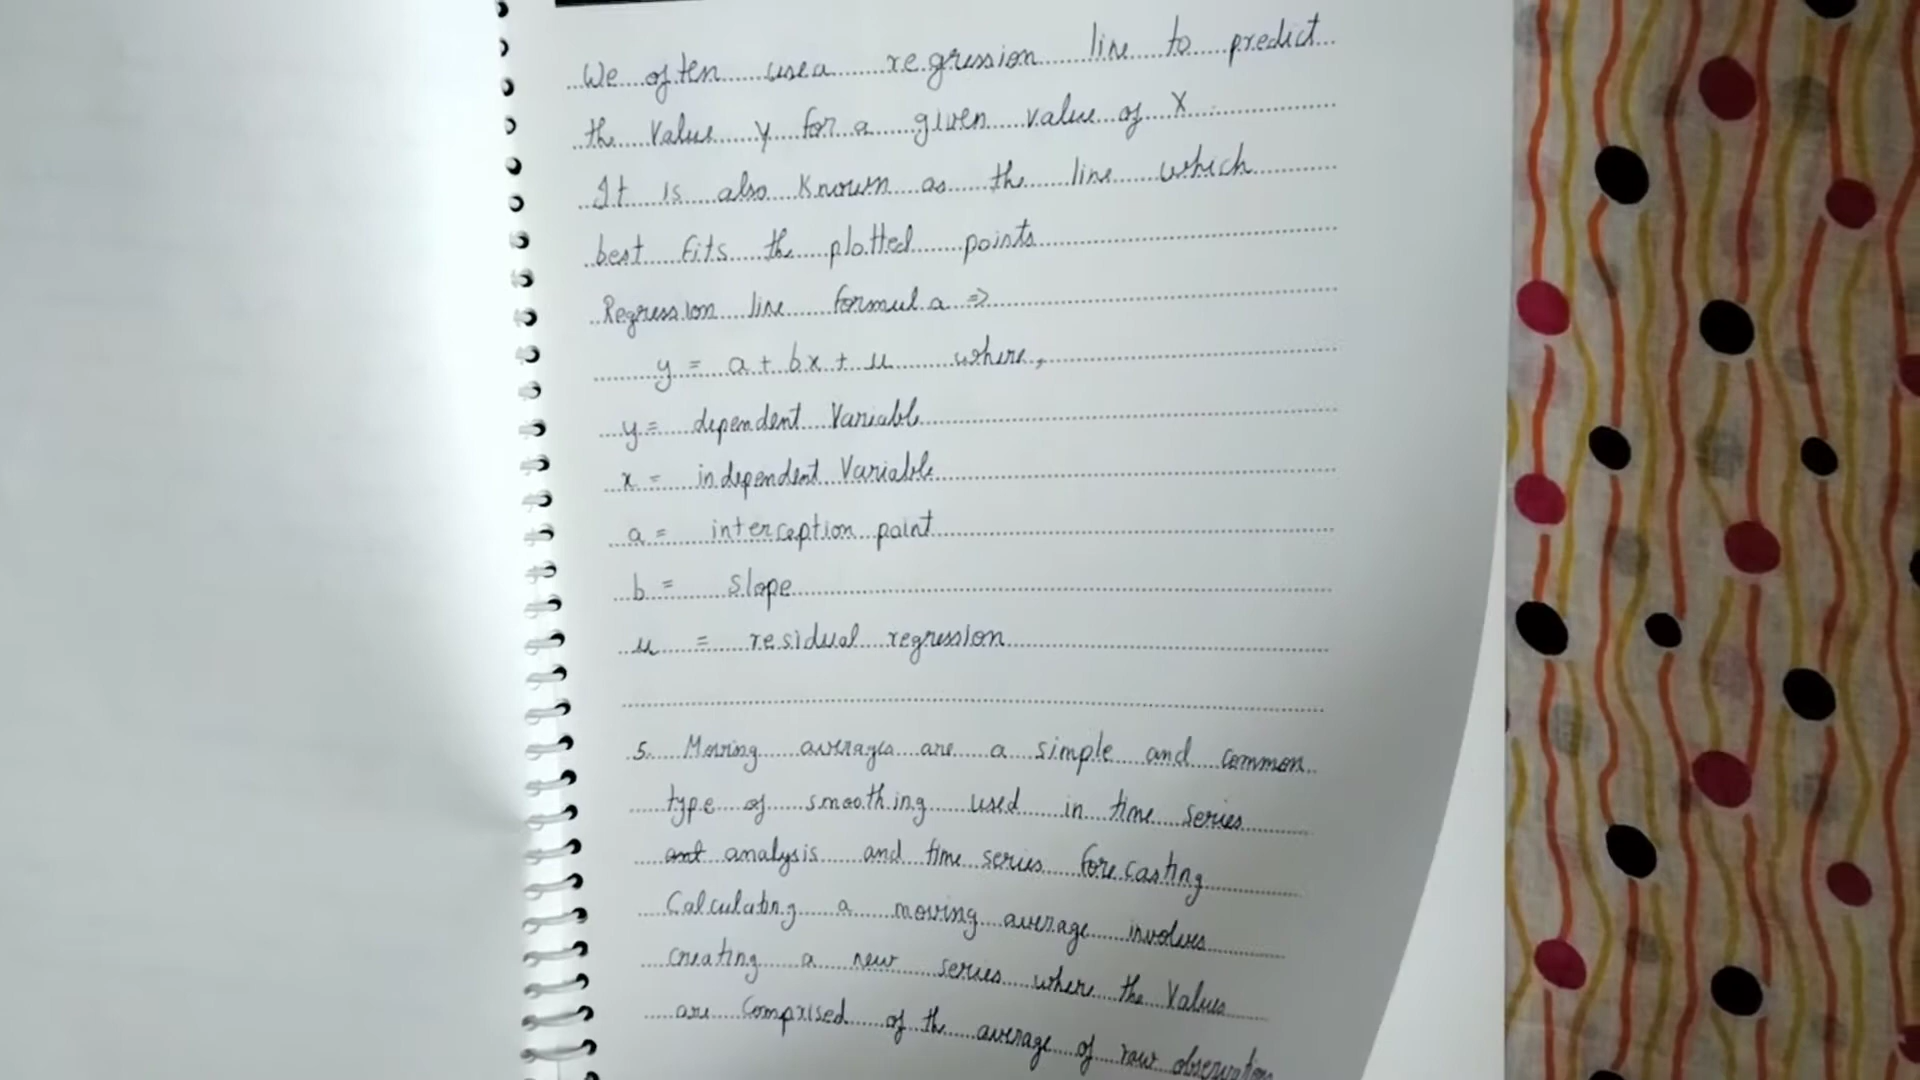 We often use a regression line to predict
the Value y for a given value of X
It is also Known as the line which
best fits the plotted points
Regression line formula ⇒
y = a + bx + u where,
y = dependent Variable
x = independent Variable
a = interception point
b = slope
u = residual regression
5. Moving averages are a simple and common
type of smoothing used in time series
ant analysis and time series forecasting
Calculating a moving average involves
creating a new series where the Values
are Comprised of the average of raw observations